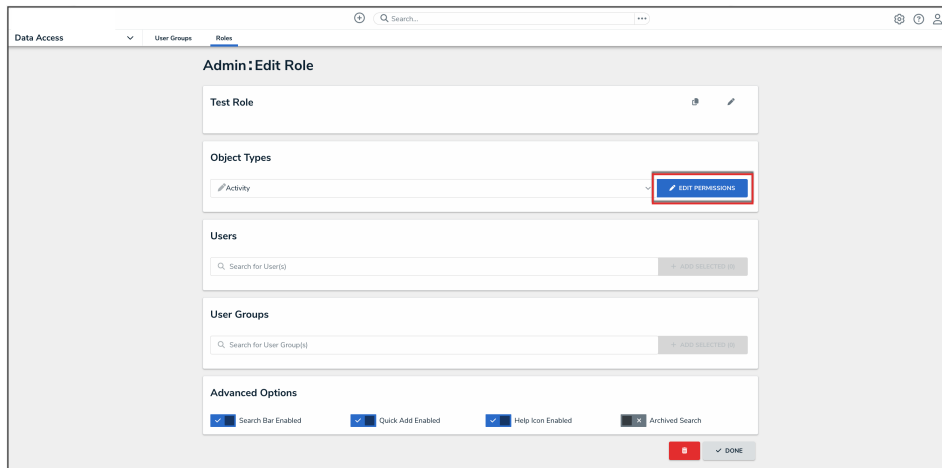 Search...
Data Access
User Groups
Roles
Admin:Edit Role
Test Role
Object Types
Activity
EDIT PERMISSIONS
Users
Search for User(s)
+ ADD SELECTED (0)
User Groups
Search for User Group(s)
+ ADD SELECTED (0)
Advanced Options
Search Bar Enabled
Quick Add Enabled
Help Icon Enabled
Archived Search
DONE